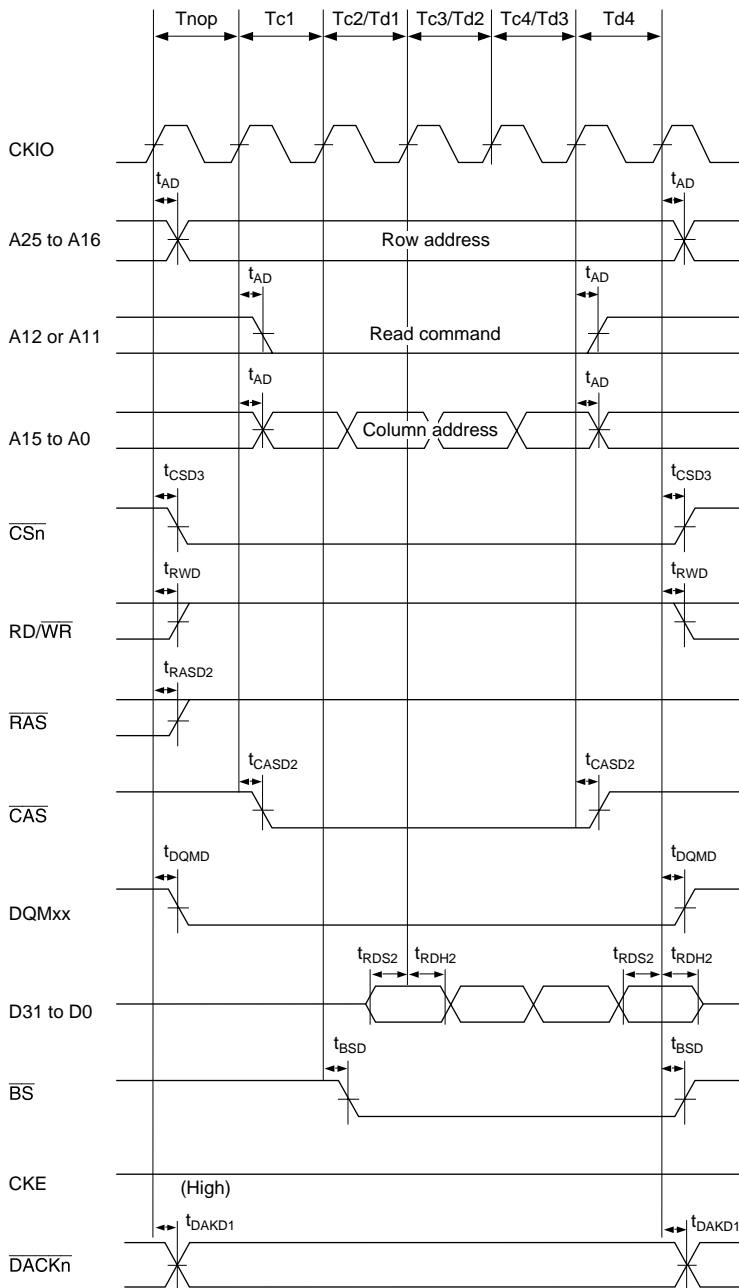 Tnop Tc1 Tc2/Td1 Tc3/Td2 Tc4/Td3 Td4
CKIO
tAD tAD
A25 to A16 Row address
tAD tAD
A12 or A11 Read command
tAD tAD
A15 to A0 Column address
tCSD3 tCSD3
CSn
tRWD tRWD
RD/WR
tRASD2
RAS
tCASD2 tCASD2
CAS
tDQMD tDQMD
DQMxx
tRDS2 tRDH2 tRDS2 tRDH2
D31 to D0
tBSD tBSD
BS
CKE (High)
tDAKD1 tDAKD1
DACKn